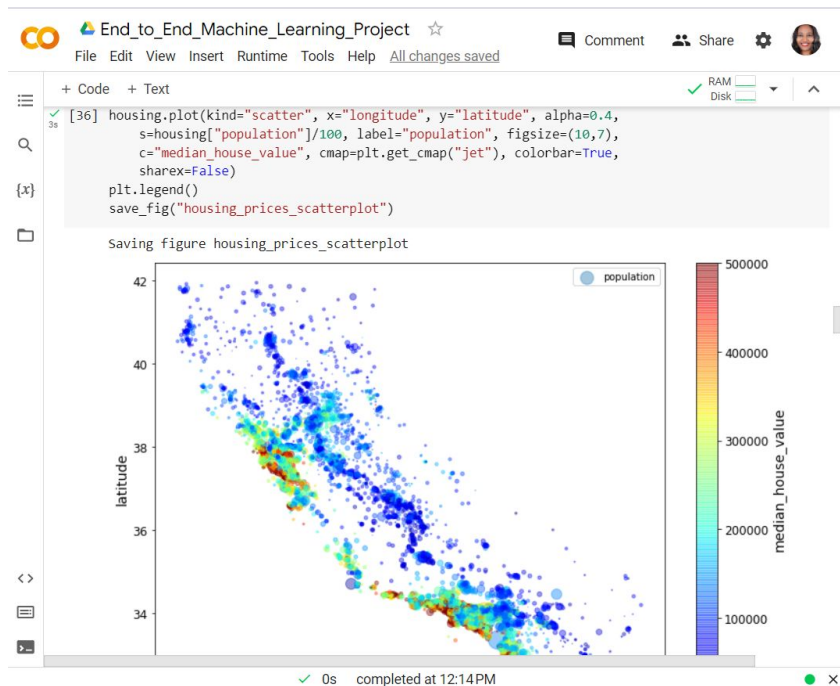 End_to_End_Machine_Learning_Project
Comment
Share
File Edit View Insert Runtime Tools Help All changes saved
+ Code + Text
RAM
Disk
[36] housing.plot(kind="scatter", x="longitude", y="latitude", alpha=0.4,
3s
s=housing["population"]/100, label="population", figsize=(10,7),
c="median_house_value", cmap=plt.get_cmap("jet"), colorbar=True,
sharex=False)
{x}
plt.legend()
save_fig("housing_prices_scatterplot")
Saving figure housing_prices_scatterplot
42
40
38
36
34
latitude
population
500000
400000
300000
200000
100000
median_house_value
0s completed at 12:14 PM